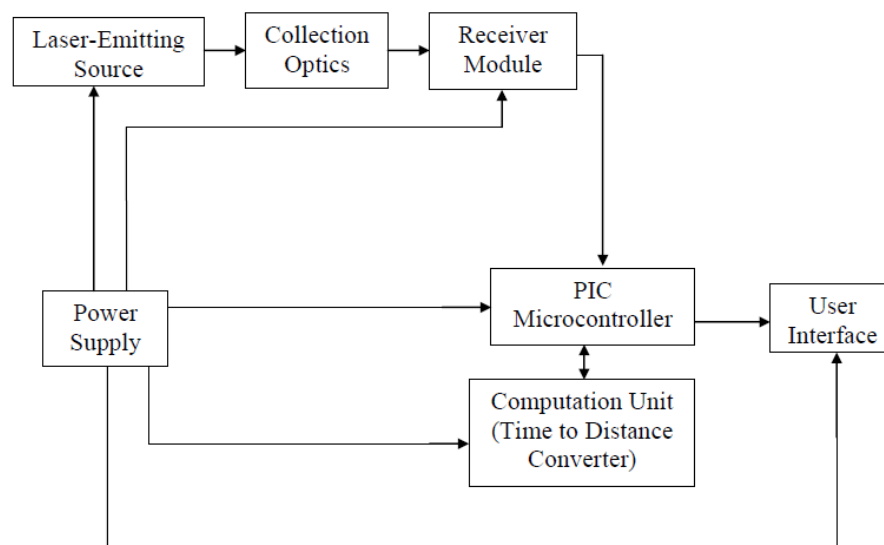 Laser-Emitting
Source
Collection
Optics
Receiver
Module
Power
Supply
PIC
Microcontroller
User
Interface
Computation Unit
(Time to Distance
Converter)